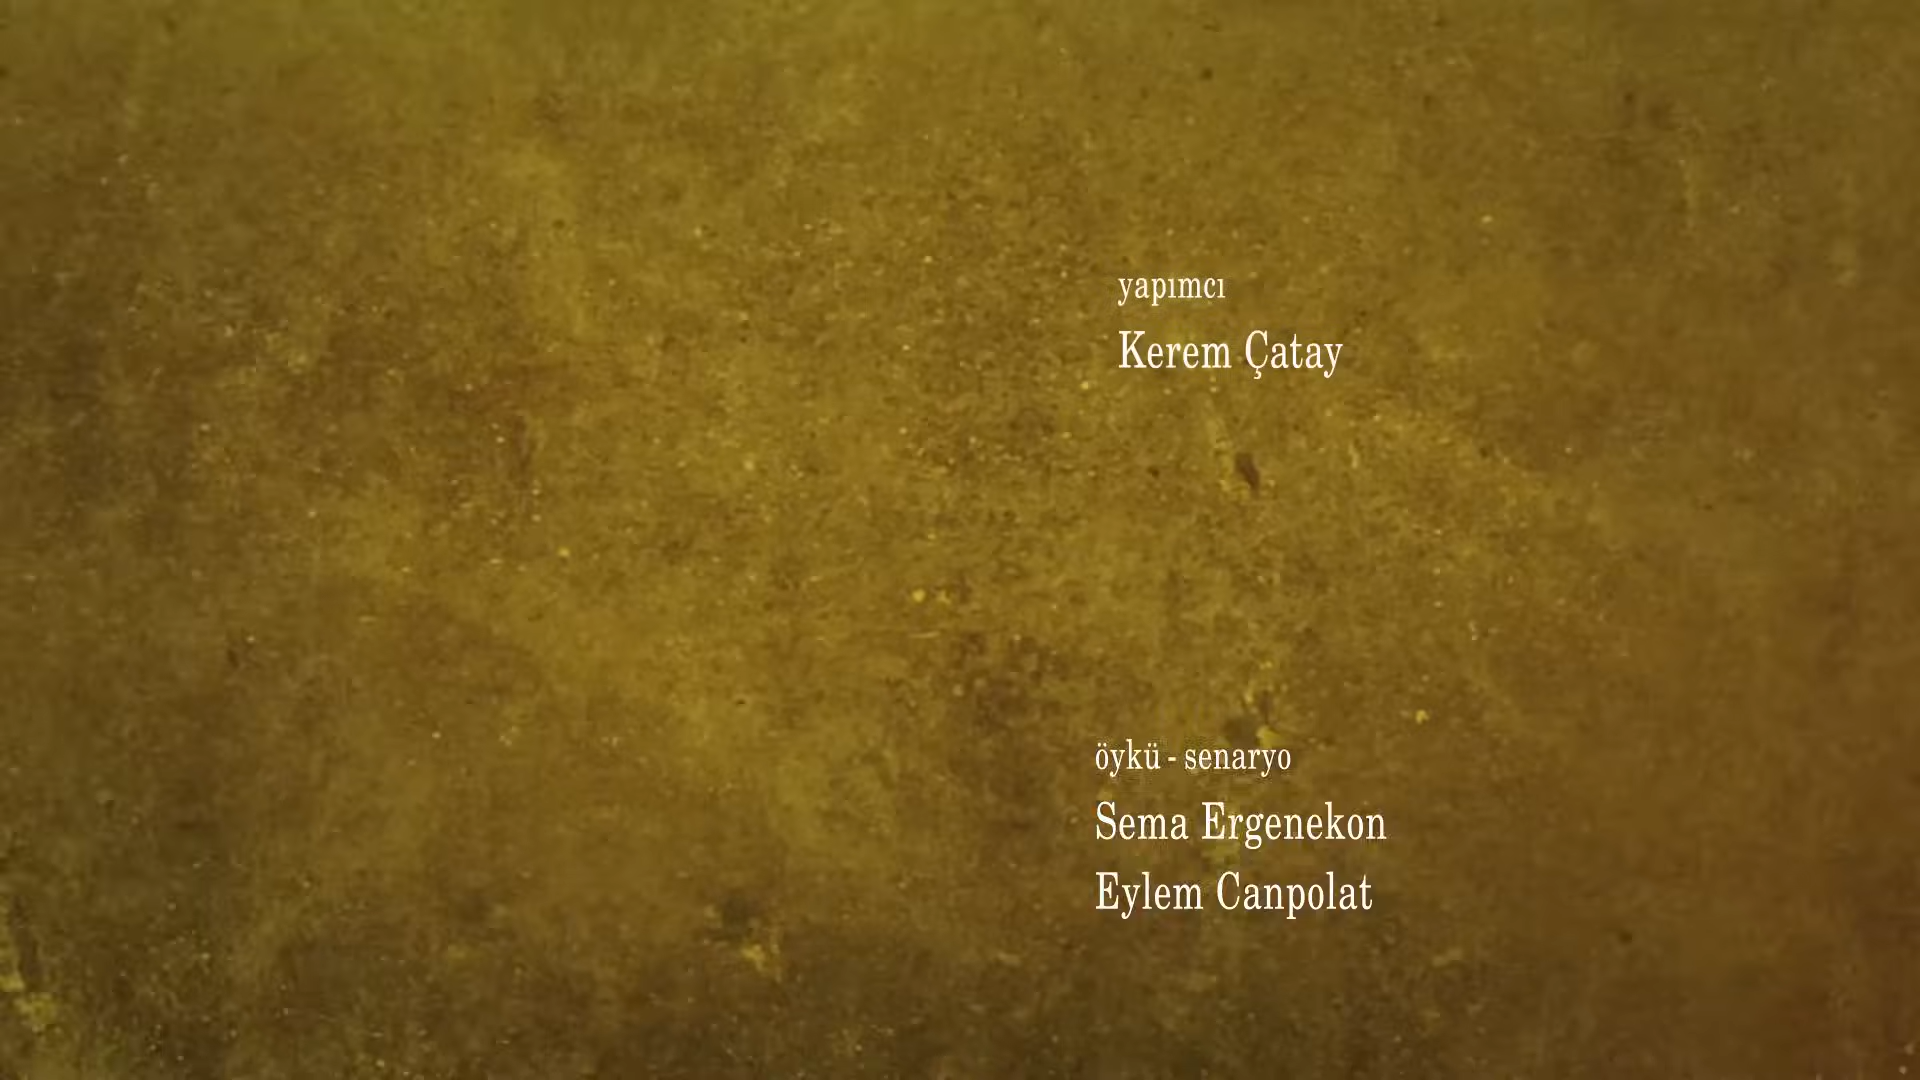 yapımcı
Kerem Çatay
öykü - senaryo
Sema Ergenekon
Eylem Canpolat